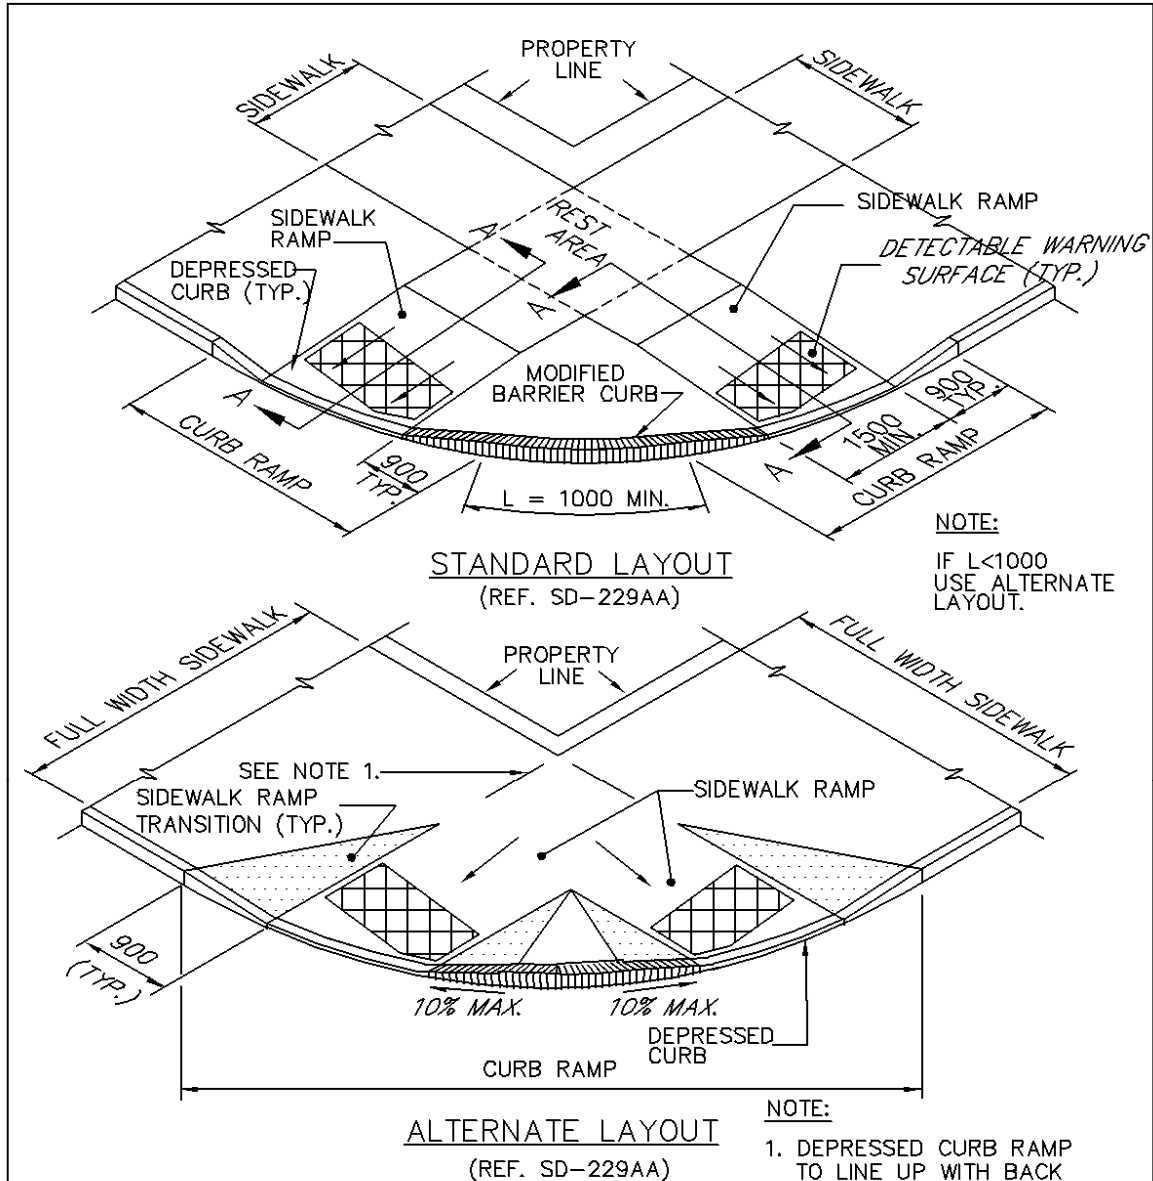 PROPERTY
LINE
SIDEWALK
SIDEWALK
SIDEWALK
RAMP
DEPRESSED
CURB (TYP.)
A
A
REST
AREA
SIDEWALK RAMP
DETECTABLE WARNING
SURFACE (TYP.)
MODIFIED
BARRIER CURB
A
A
CURB RAMP
900
TYP.
L = 1000 MIN.
900
TYP.
1500
MIN.
CURB RAMP
STANDARD LAYOUT
(REF. SD-229AA)
NOTE:
IF L<1000
USE ALTERNATE
LAYOUT.
FULL WIDTH SIDEWALK
PROPERTY
LINE
FULL WIDTH SIDEWALK
SEE NOTE 1.
SIDEWALK RAMP
TRANSITION (TYP.)
SIDEWALK RAMP
900
(TYP.)
10% MAX.
10% MAX.
DEPRESSED
CURB
CURB RAMP
ALTERNATE LAYOUT
(REF. SD-229AA)
NOTE:
1. DEPRESSED CURB RAMP
TO LINE UP WITH BACK